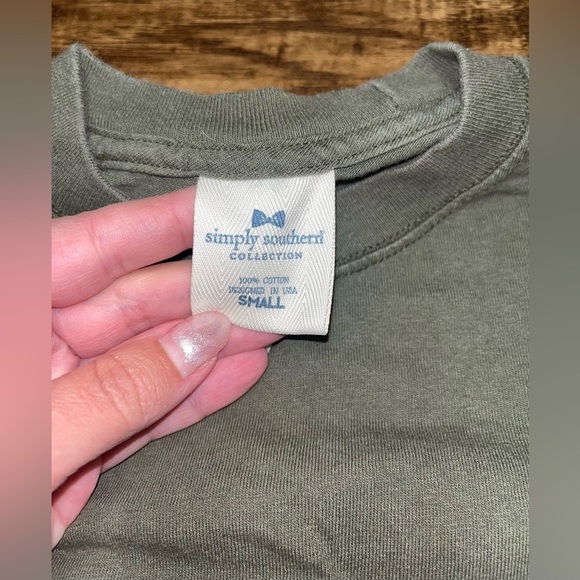 simply southern
COLLECTION
100% COTTON
DESIGNED IN USA
SMALL